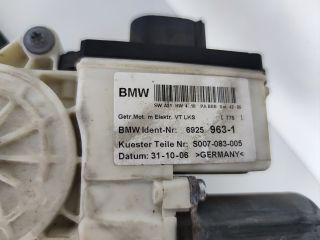 BMW
Getr.Mot. m Elektr. VT LKS
BMW Ident-Nr: 6925 963-1
Kuester Teile Nr: S007-083-005
Datum: 31-10-06 >GERMANY<